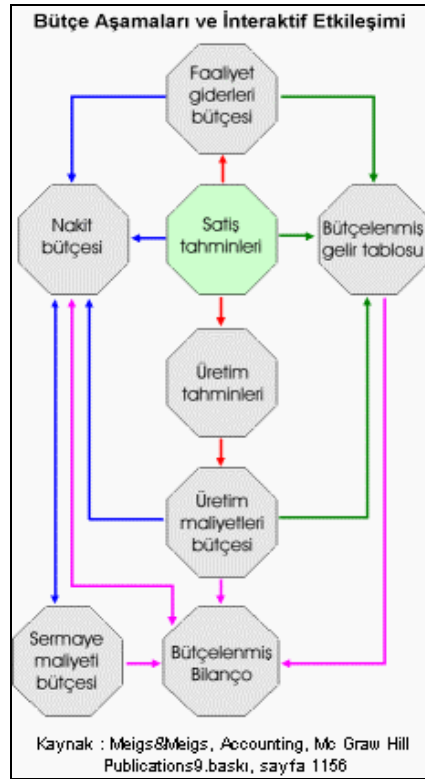 Bütçe Aşamaları ve İnteraktif Etkileşimi
Faaliyet
giderleri
bütçesi
Nakit
bütçesi
Satiş
tahminleri
Bütçelenmiş
gelir tablosu
Üretim
tahminleri
Üretim
maliyetleri
bütçesi
Sermaye
maliyeti
bütçesi
Bütçelenmiş
Bilanço
Kaynak : Meigs&Meigs, Accounting, Mc Graw Hill
Publications9.baskı, sayfa 1156